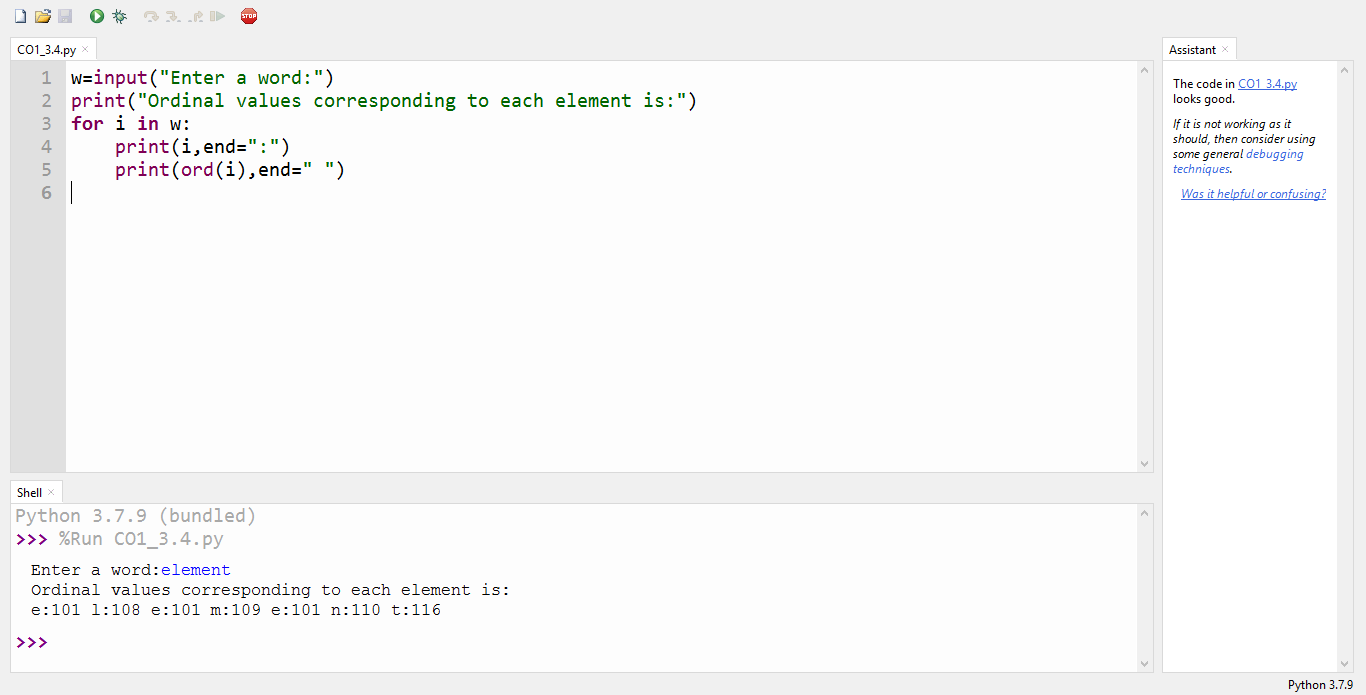 STOP
CO1_3.4.py ×
1 w=input("Enter a word:")
2 print("Ordinal values corresponding to each element is:")
3 for i in w:
4     print(i,end=":")
5     print(ord(i),end=" ")
6
Assistant ×
The code in CO1_3.4.py
looks good.
If it is not working as it
should, then consider using
some general debugging
techniques.
Was it helpful or confusing?
Shell ×
Python 3.7.9 (bundled)
>>> %Run CO1_3.4.py
Enter a word:element
Ordinal values corresponding to each element is:
e:101 l:108 e:101 m:109 e:101 n:110 t:116
>>>
Python 3.7.9